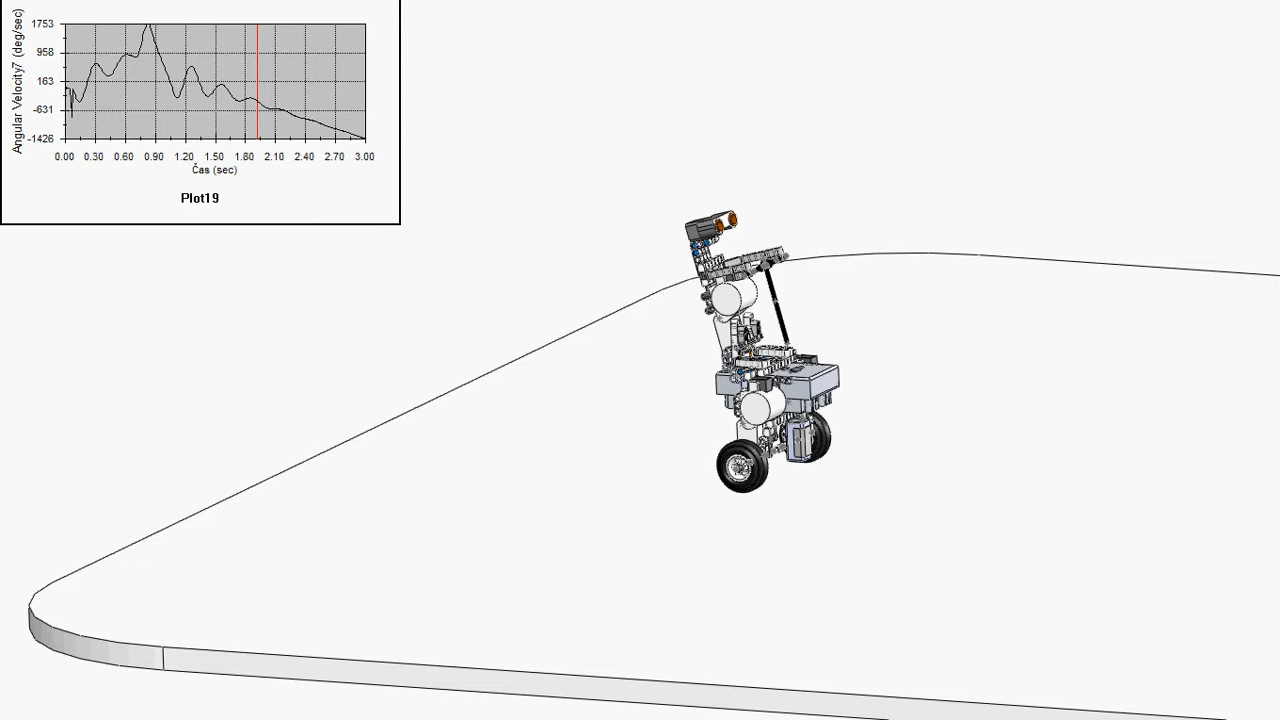 Angular Velocity7 (deg/sec)
1753
958
163
-631
-1426
0.00 0.30 0.60 0.90 1.20 1.50 1.80 2.10 2.40 2.70 3.00
Čas (sec)
Plot19